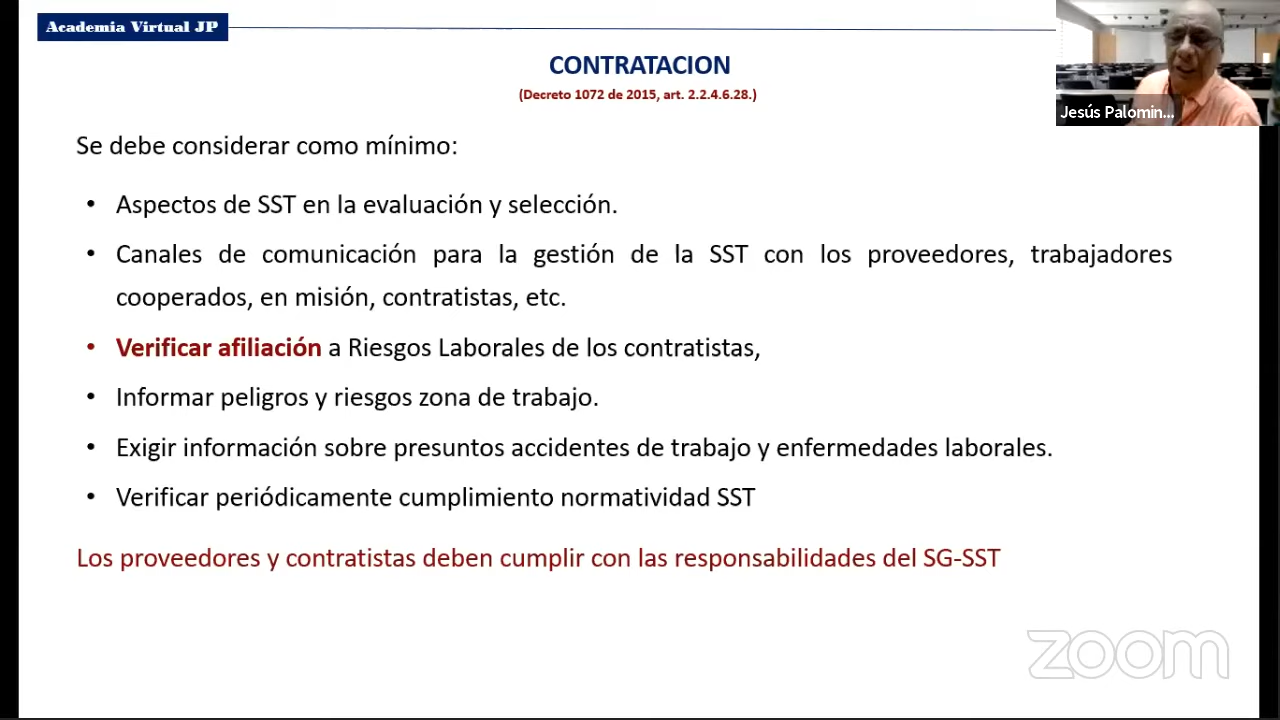 Academia Virtual JP
CONTRATACION
(Decreto 1072 de 2015, art. 2.2.4.6.28.)
Jesús Palomin...
Se debe considerar como mínimo:
• Aspectos de SST en la evaluación y selección.
• Canales de comunicación para la gestión de la SST con los proveedores, trabajadores
cooperados, en misión, contratistas, etc.
• Verificar afiliación a Riesgos Laborales de los contratistas,
• Informar peligros y riesgos zona de trabajo.
• Exigir información sobre presuntos accidentes de trabajo y enfermedades laborales.
• Verificar periódicamente cumplimiento normatividad SST
Los proveedores y contratistas deben cumplir con las responsabilidades del SG-SST
zoom